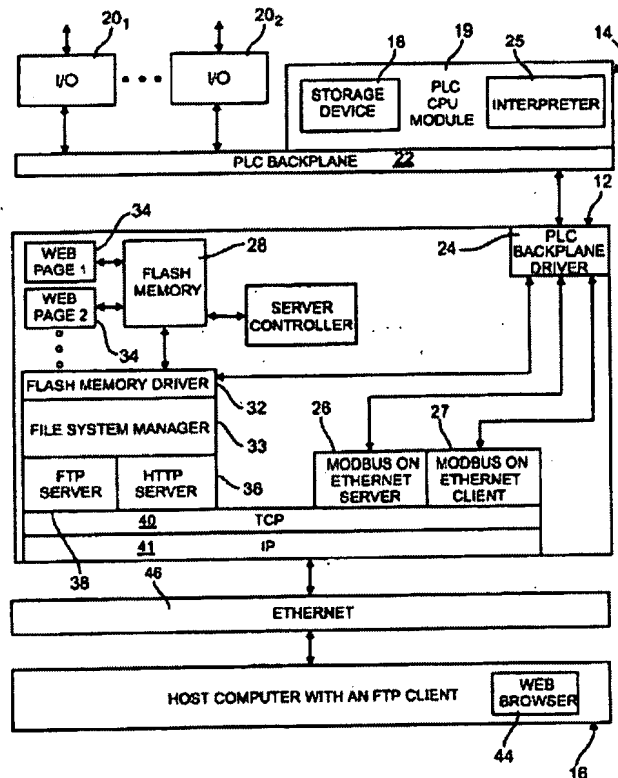 20₁ 20₂
I/O ••• I/O
18 19 25 14
STORAGE DEVICE
PLC CPU MODULE
INTERPRETER
PLC BACKPLANE 22
12
34
WEB PAGE 1
28
FLASH MEMORY
24
PLC BACKPLANE DRIVER
WEB PAGE 2
34
SERVER CONTROLLER
FLASH MEMORY DRIVER
32
FILE SYSTEM MANAGER
33
26 27
FTP SERVER
HTTP SERVER
36
MODBUS ON ETHERNET SERVER
MODBUS ON ETHERNET CLIENT
40 TCP
41 IP
38
46
ETHERNET
HOST COMPUTER WITH AN FTP CLIENT
WEB BROWSER
44
16